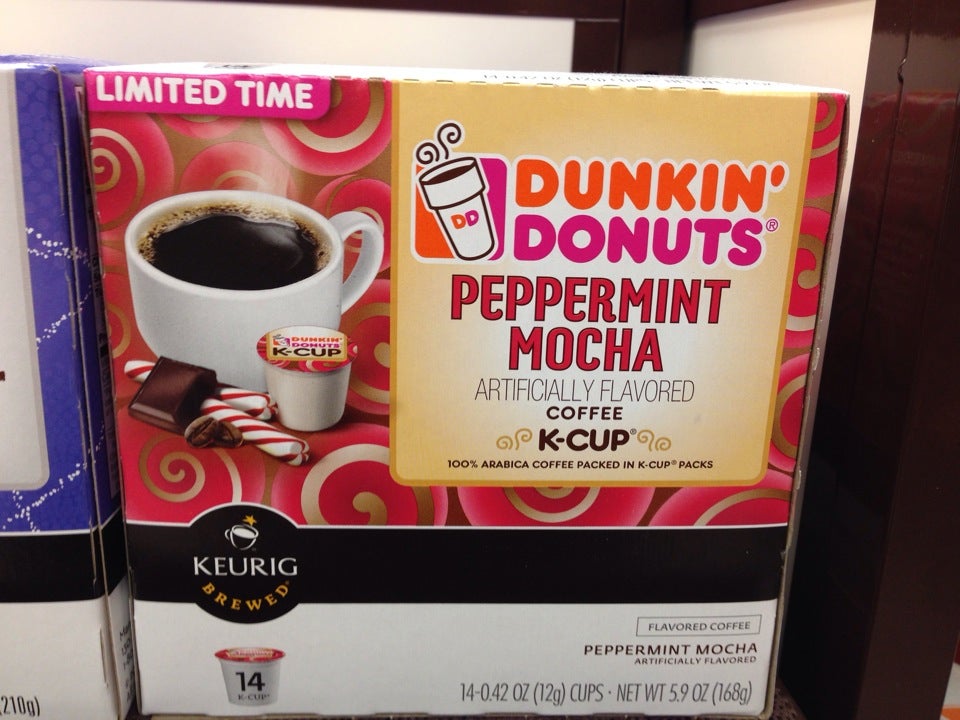 LIMITED TIME
DUNKIN'
DONUTS®
DD
PEPPERMINT
MOCHA
ARTIFICIALLY FLAVORED
COFFEE
K-CUP®
100% ARABICA COFFEE PACKED IN K-CUP® PACKS
DUNKIN'
DONUTS
K-CUP
KEURIG
BREWED
FLAVORED COFFEE
PEPPERMINT MOCHA
ARTIFICIALLY FLAVORED
14
K-CUP
14-0.42 OZ (12g) CUPS · NET WT 5.9 OZ (168g)
210g)